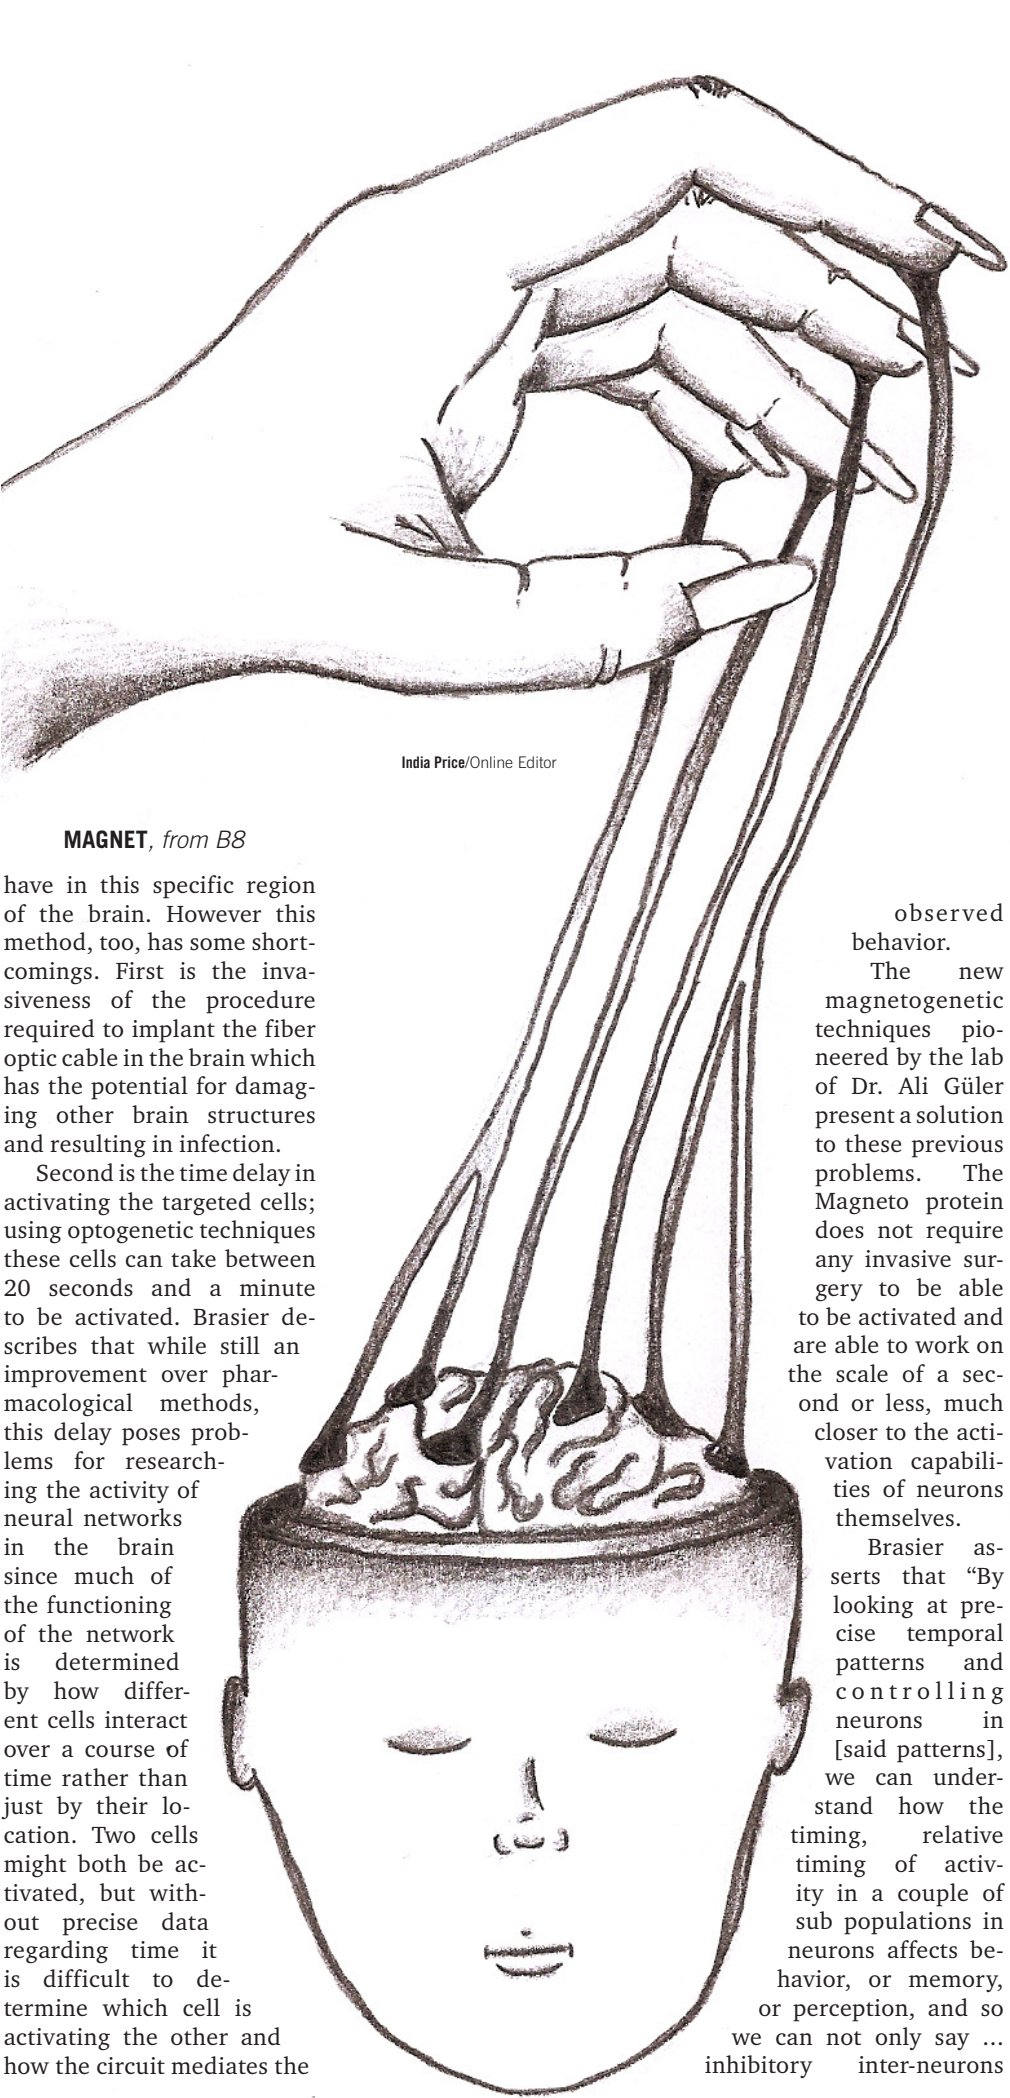 India Price/Online Editor
MAGNET, from B8
have in this specific region
of the brain. However this
method, too, has some short-
comings. First is the inva-
siveness of the procedure
required to implant the fiber
optic cable in the brain which
has the potential for damag-
ing other brain structures
and resulting in infection.
Second is the time delay in
activating the targeted cells;
using optogenetic techniques
these cells can take between
20 seconds and a minute
to be activated. Brasier de-
scribes that while still an
improvement over phar-
macological methods,
this delay poses prob-
lems for research-
ing the activity of
neural networks
in the brain
since much of
the functioning
of the network
is determined
by how differ-
ent cells interact
over a course of
time rather than
just by their lo-
cation. Two cells
might both be ac-
tivated, but with-
out precise data
regarding time it
is difficult to de-
termine which cell is
activating the other and
how the circuit mediates the
observed
behavior.
The new
magnetogenetic
techniques pio-
neered by the lab
of Dr. Ali Güler
present a solution
to these previous
problems. The
Magneto protein
does not require
any invasive sur-
gery to be able
to be activated and
are able to work on
the scale of a sec-
ond or less, much
closer to the acti-
vation capabili-
ties of neurons
themselves.
Brasier as-
serts that “By
looking at pre-
cise temporal
patterns and
controlling
neurons in
[said patterns],
we can under-
stand how the
timing, relative
timing of activ-
ity in a couple of
sub populations in
neurons affects be-
havior, or memory,
or perception, and so
we can not only say ...
inhibitory inter-neurons